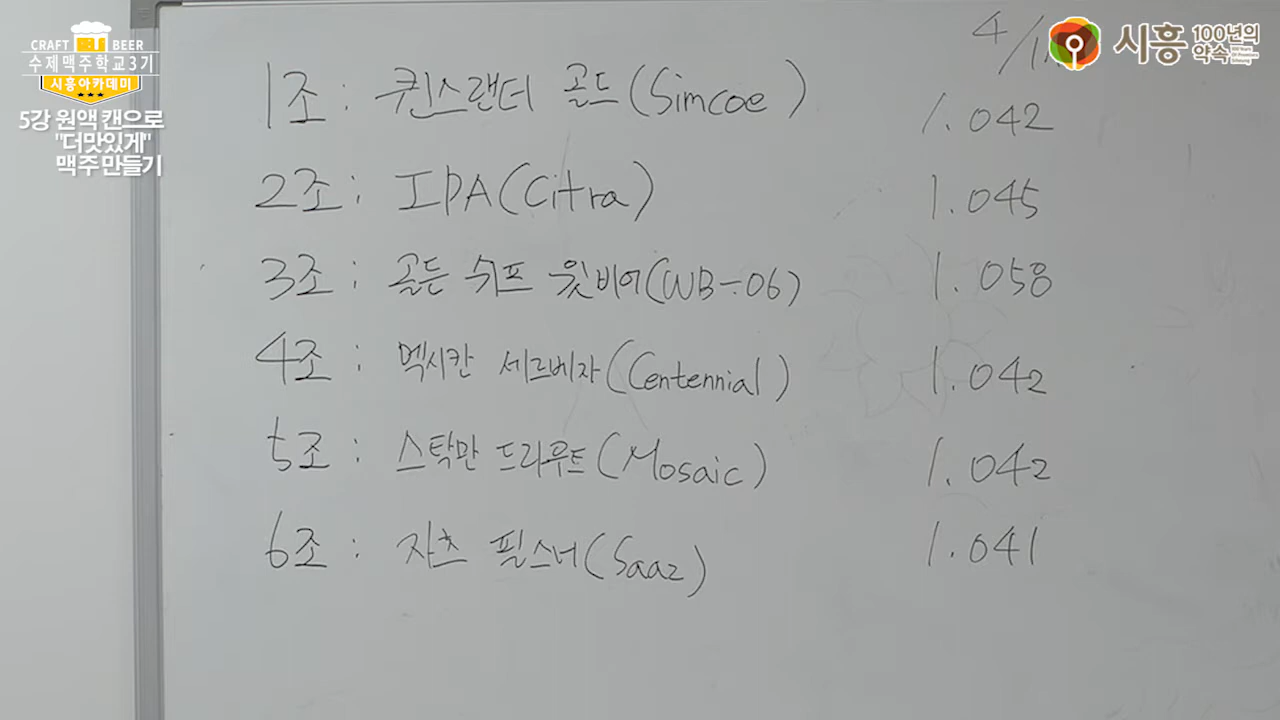 CRAFT BEER
수제맥주학교3기
시흥아카데미
5강 원액 캔으로
"더맛있게"
맥주만들기
시흥 100년의 약속
1조 : 퀸스랜더 골드(Simcoe) 1.042
2조 : IPA(Citra) 1.045
3조 : 골든 쉬프 윗비어(WB-06) 1.058
4조 : 멕시칸 세르베자(Centennial) 1.042
5조 : 스탁만 드라우트(Mosaic) 1.042
6조 : 자츠 필스너(Saaz) 1.041